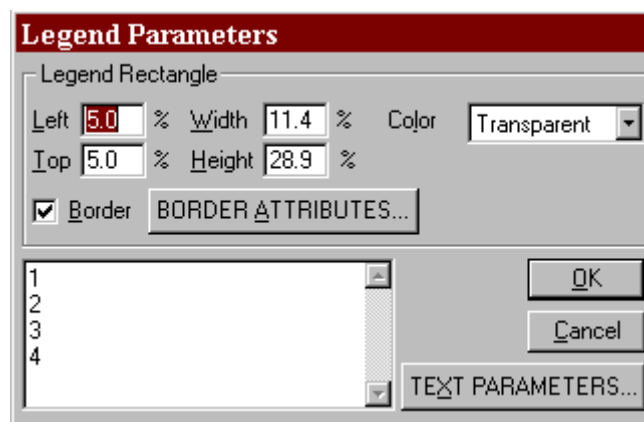 Legend Parameters
Legend Rectangle
Left 5.0 % Width 11.4 % Color Transparent
Top 5.0 % Height 28.9 %
Border BORDER ATTRIBUTES...
1
2
3
4
OK
Cancel
TEXT PARAMETERS...